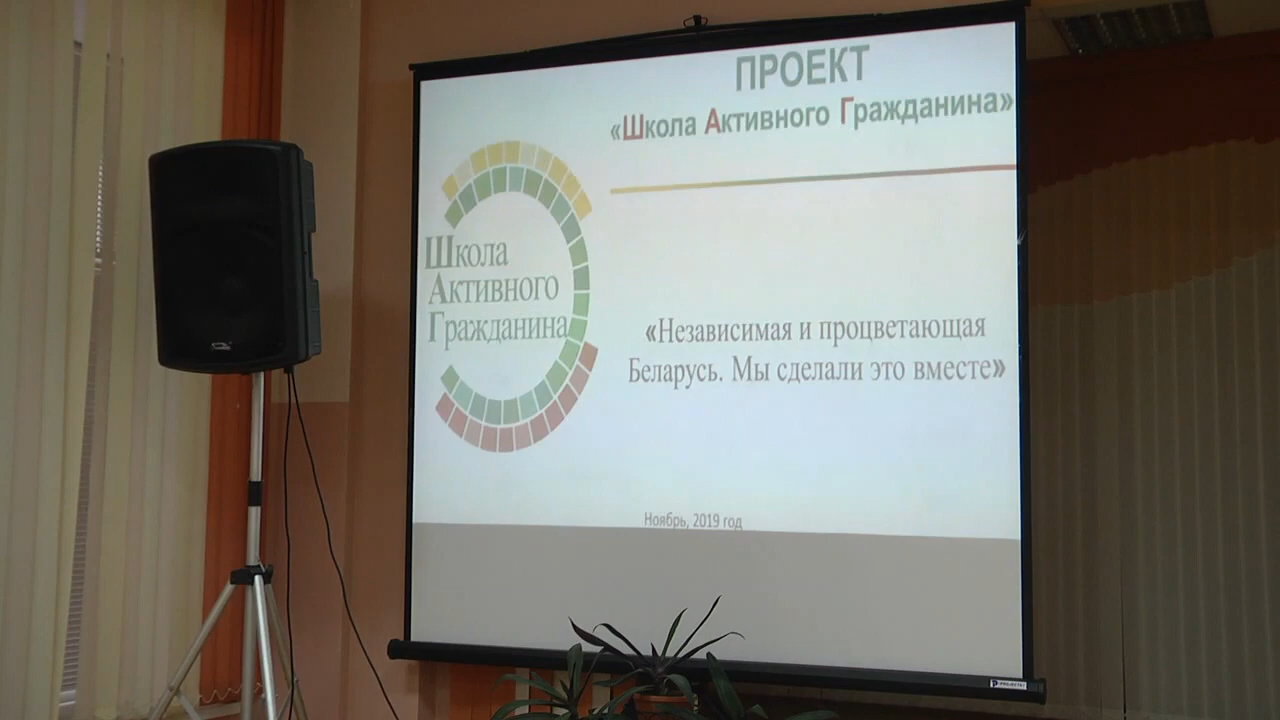 ПРОЕКТ
«Школа Активного Гражданина»
Школа
Активного
Гражданина
«Независимая и процветающая
Беларусь. Мы сделали это вместе»
Ноябрь, 2019 год